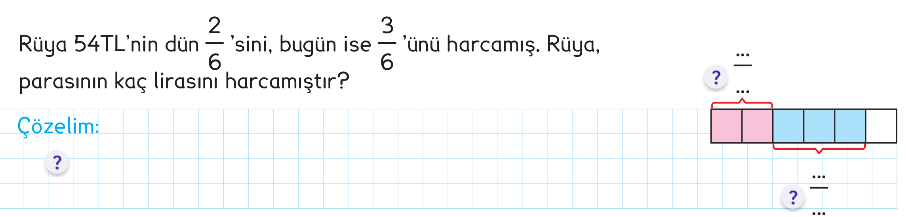 Rüya 54TL'nin dün 2/6 'sini, bugün ise 3/6 'ünü harcamış. Rüya,
parasının kaç lirasını harcamıştır?
... / ...
?
Çözelim:
?
... / ...
?